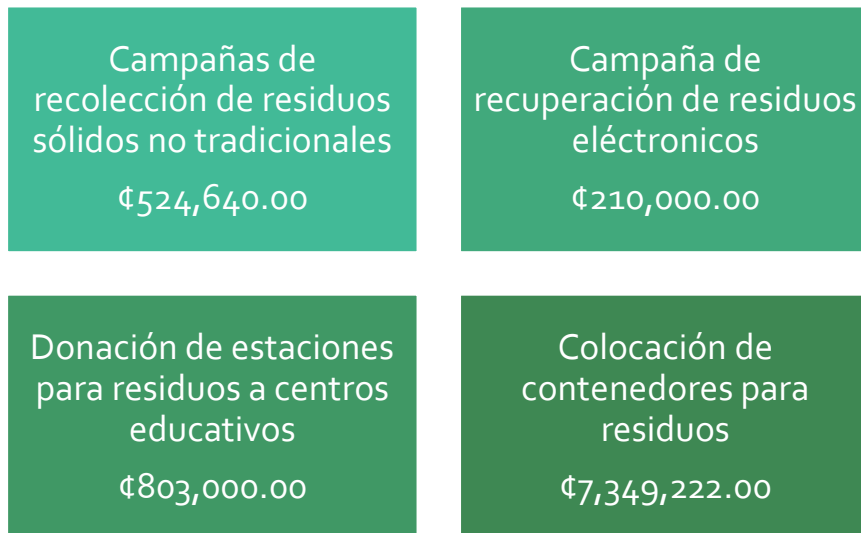 Campañas de
recolección de residuos
sólidos no tradicionales
₵524,640.00
Campaña de
recuperación de residuos
eléctronicos
₵210,000.00
Donación de estaciones
para residuos a centros
educativos
₵803,000.00
Colocación de
contenedores para
residuos
₵7,349,222.00